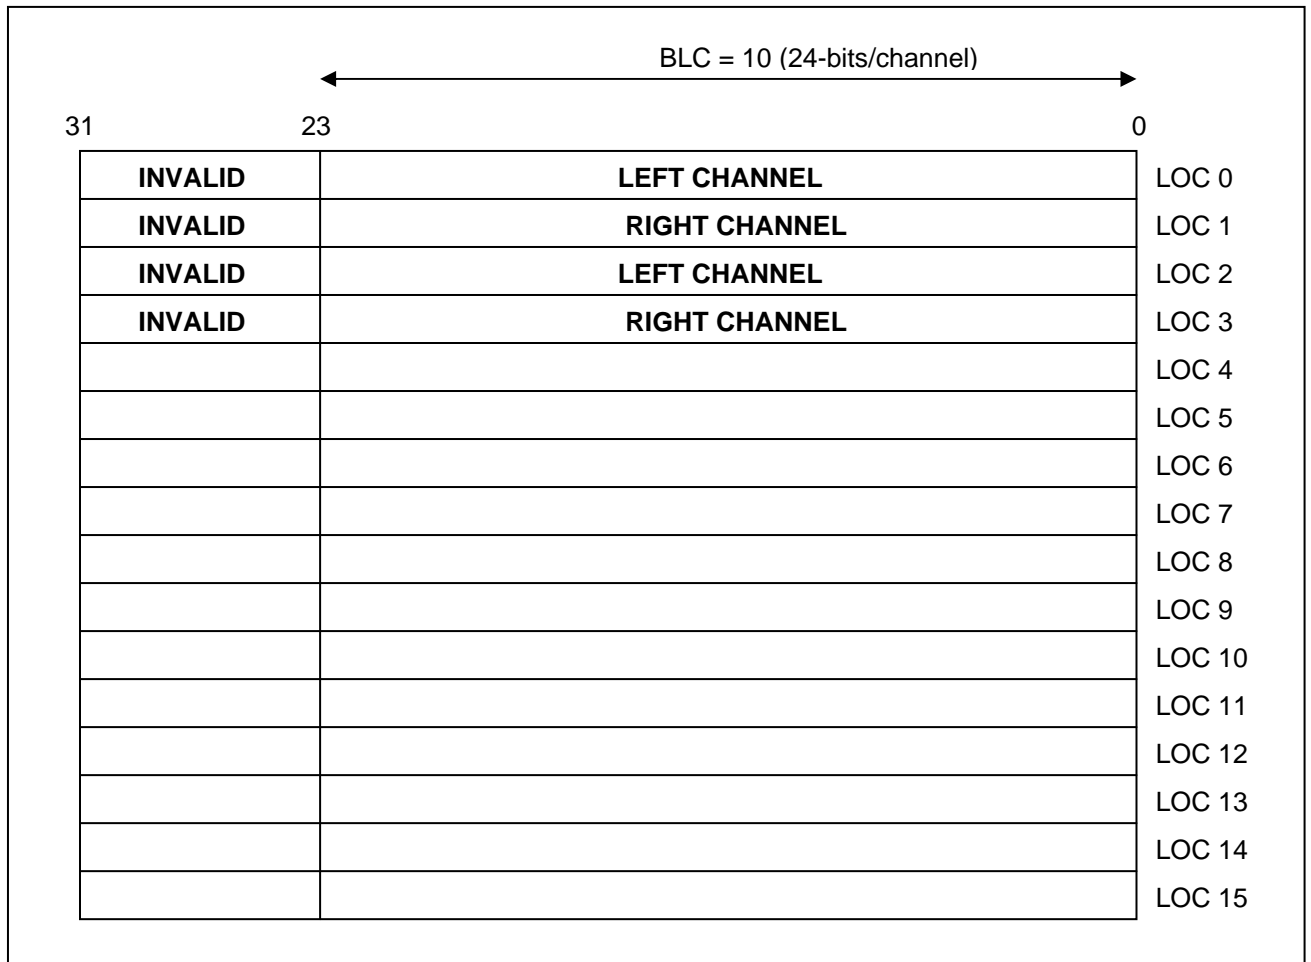 BLC = 10 (24-bits/channel)
31 23 0
INVALID LEFT CHANNEL LOC 0
INVALID RIGHT CHANNEL LOC 1
INVALID LEFT CHANNEL LOC 2
INVALID RIGHT CHANNEL LOC 3
LOC 4
LOC 5
LOC 6
LOC 7
LOC 8
LOC 9
LOC 10
LOC 11
LOC 12
LOC 13
LOC 14
LOC 15